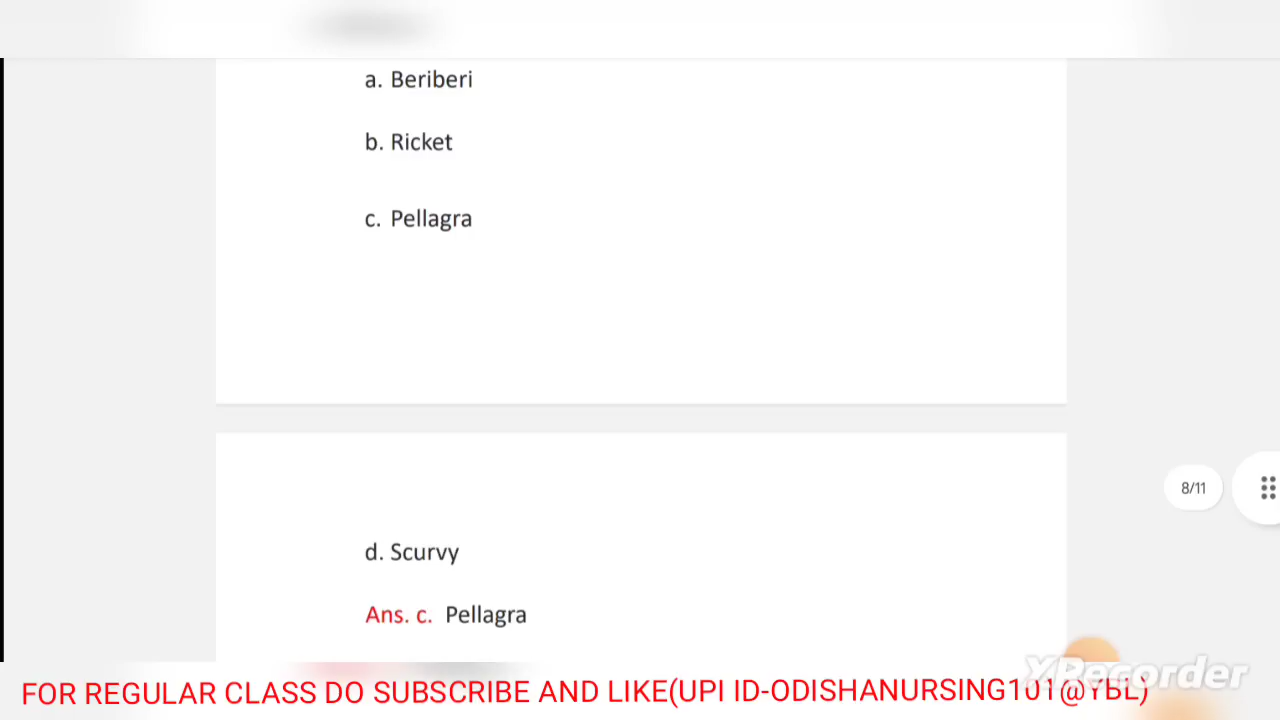 a. Beriberi
b. Ricket
c. Pellagra
8/11
d. Scurvy
Ans. c. Pellagra
XRecorder
FOR REGULAR CLASS DO SUBSCRIBE AND LIKE(UPI ID-ODISHANURSING101@YBL)